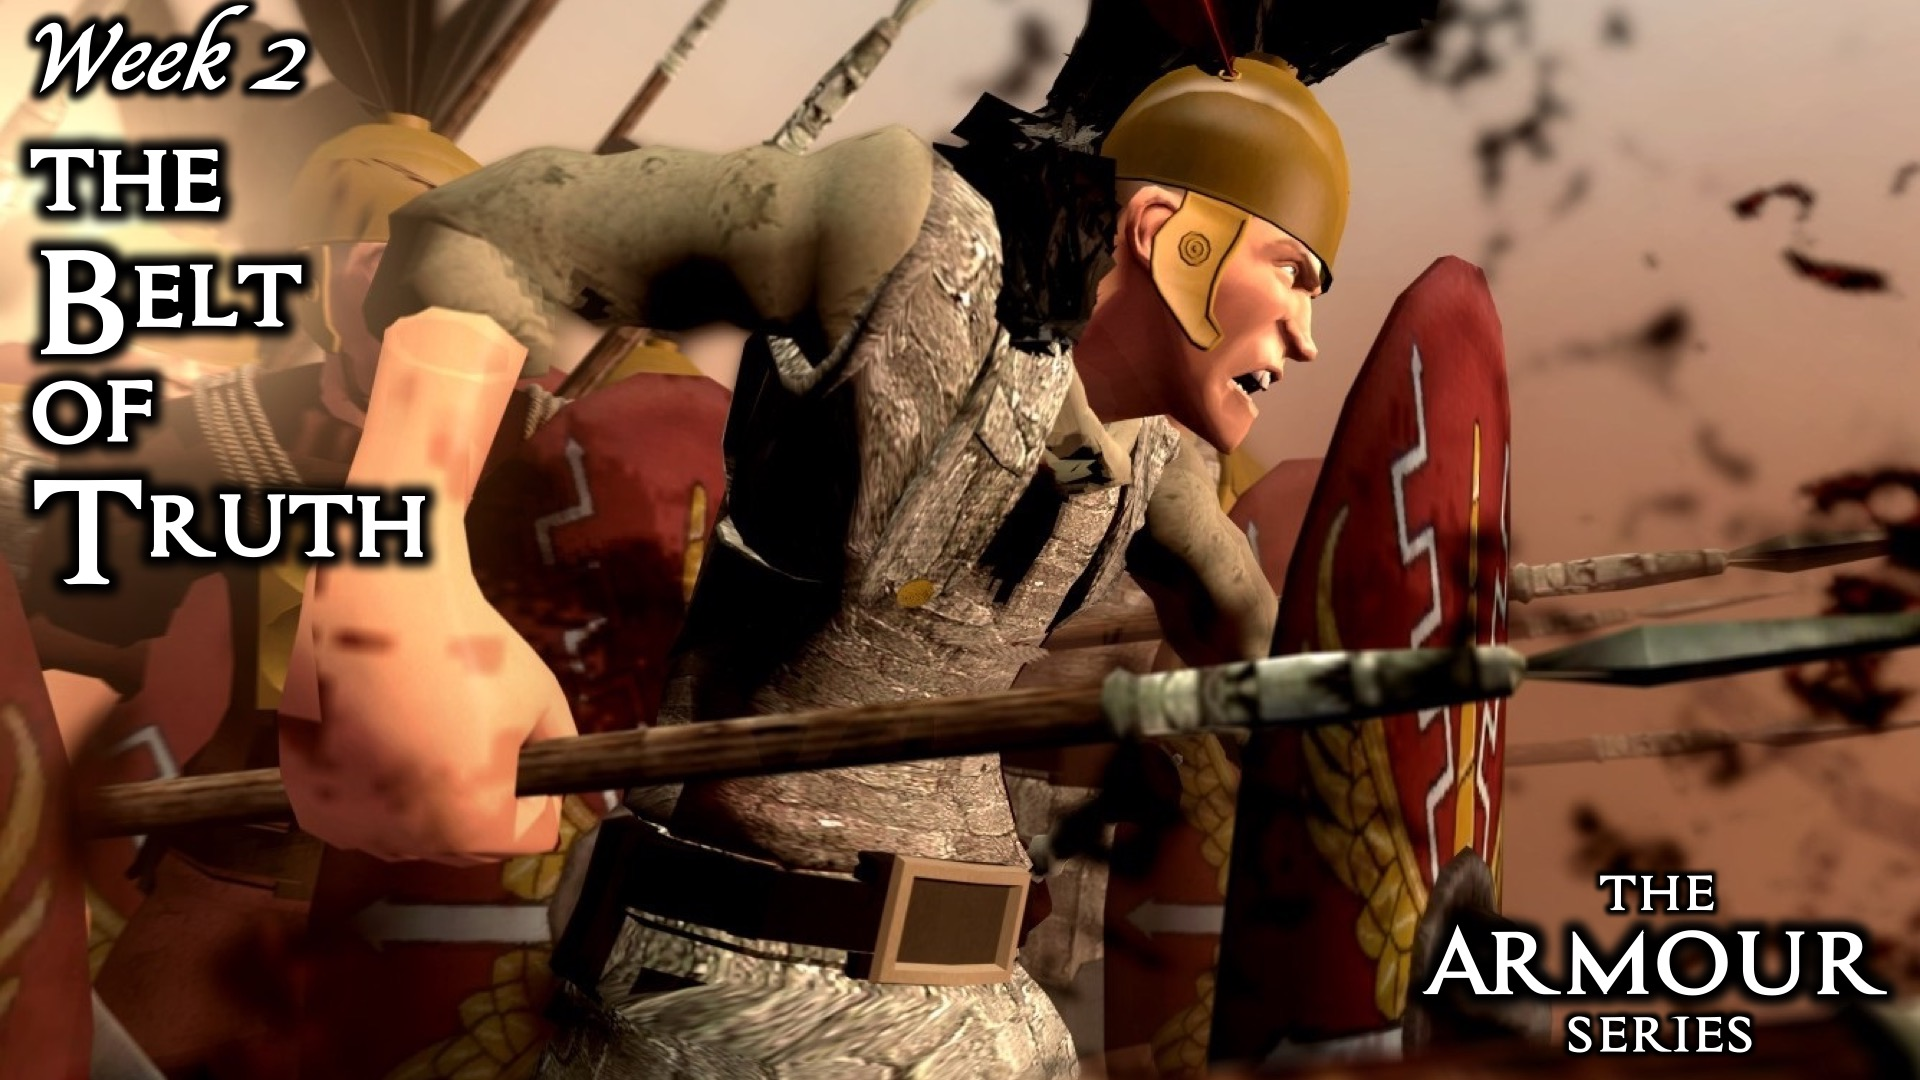 Week 2
THE
BELT
OF
TRUTH
THE
ARMOUR
SERIES